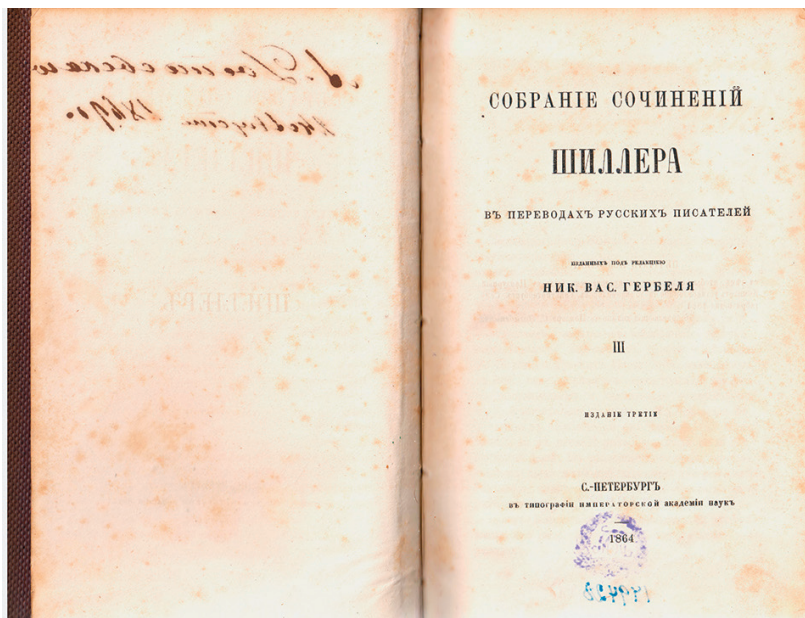 СОБРАНІЕ СОЧИНЕНІЙ
ШИЛЛЕРА
ВЪ ПЕРЕВОДАХЪ РУССКИХЪ ПИСАТЕЛЕЙ
ИЗДАННЫХЪ ПОДЪ РЕДАКЦІЕЮ
НИК. ВАС. ГЕРБЕЛЯ
III
ИЗДАНІЕ ТРЕТІЕ
С.-ПЕТЕРБУРГЪ
въ типографіи ИМПЕРАТОРСКОЙ академіи наукъ
1864